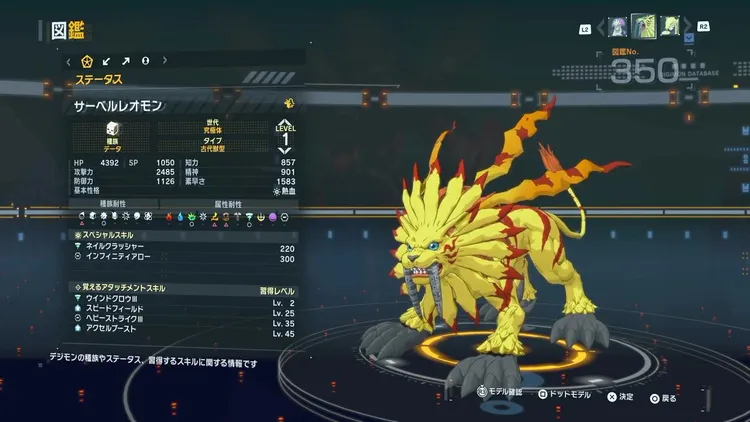 図鑑
L2
R2
図鑑No.
350
DIGIMON DATABASE
ステータス
サーベルレオモン
種族
データ
世代
究極体
タイプ
古代獣型
LEVEL
1
HP 4392 SP 1050 知力 857
攻撃力 2485 精神 901
防御力 1126 素早さ 1583
基本性格 熱血
種族耐性 属性耐性
スペシャルスキル
ネイルクラッシャー 220
インフィニティアロー 300
覚えるアタッチメントスキル 習得レベル
ウインドクロウIII Lv. 2
スピードフィールド Lv. 25
ヘビーストライクIII Lv. 35
アクセルブースト Lv. 45
デジモンの種族やステータス、習得するスキルに関する情報です
R3 モデル確認 ドットモデル 決定 戻る